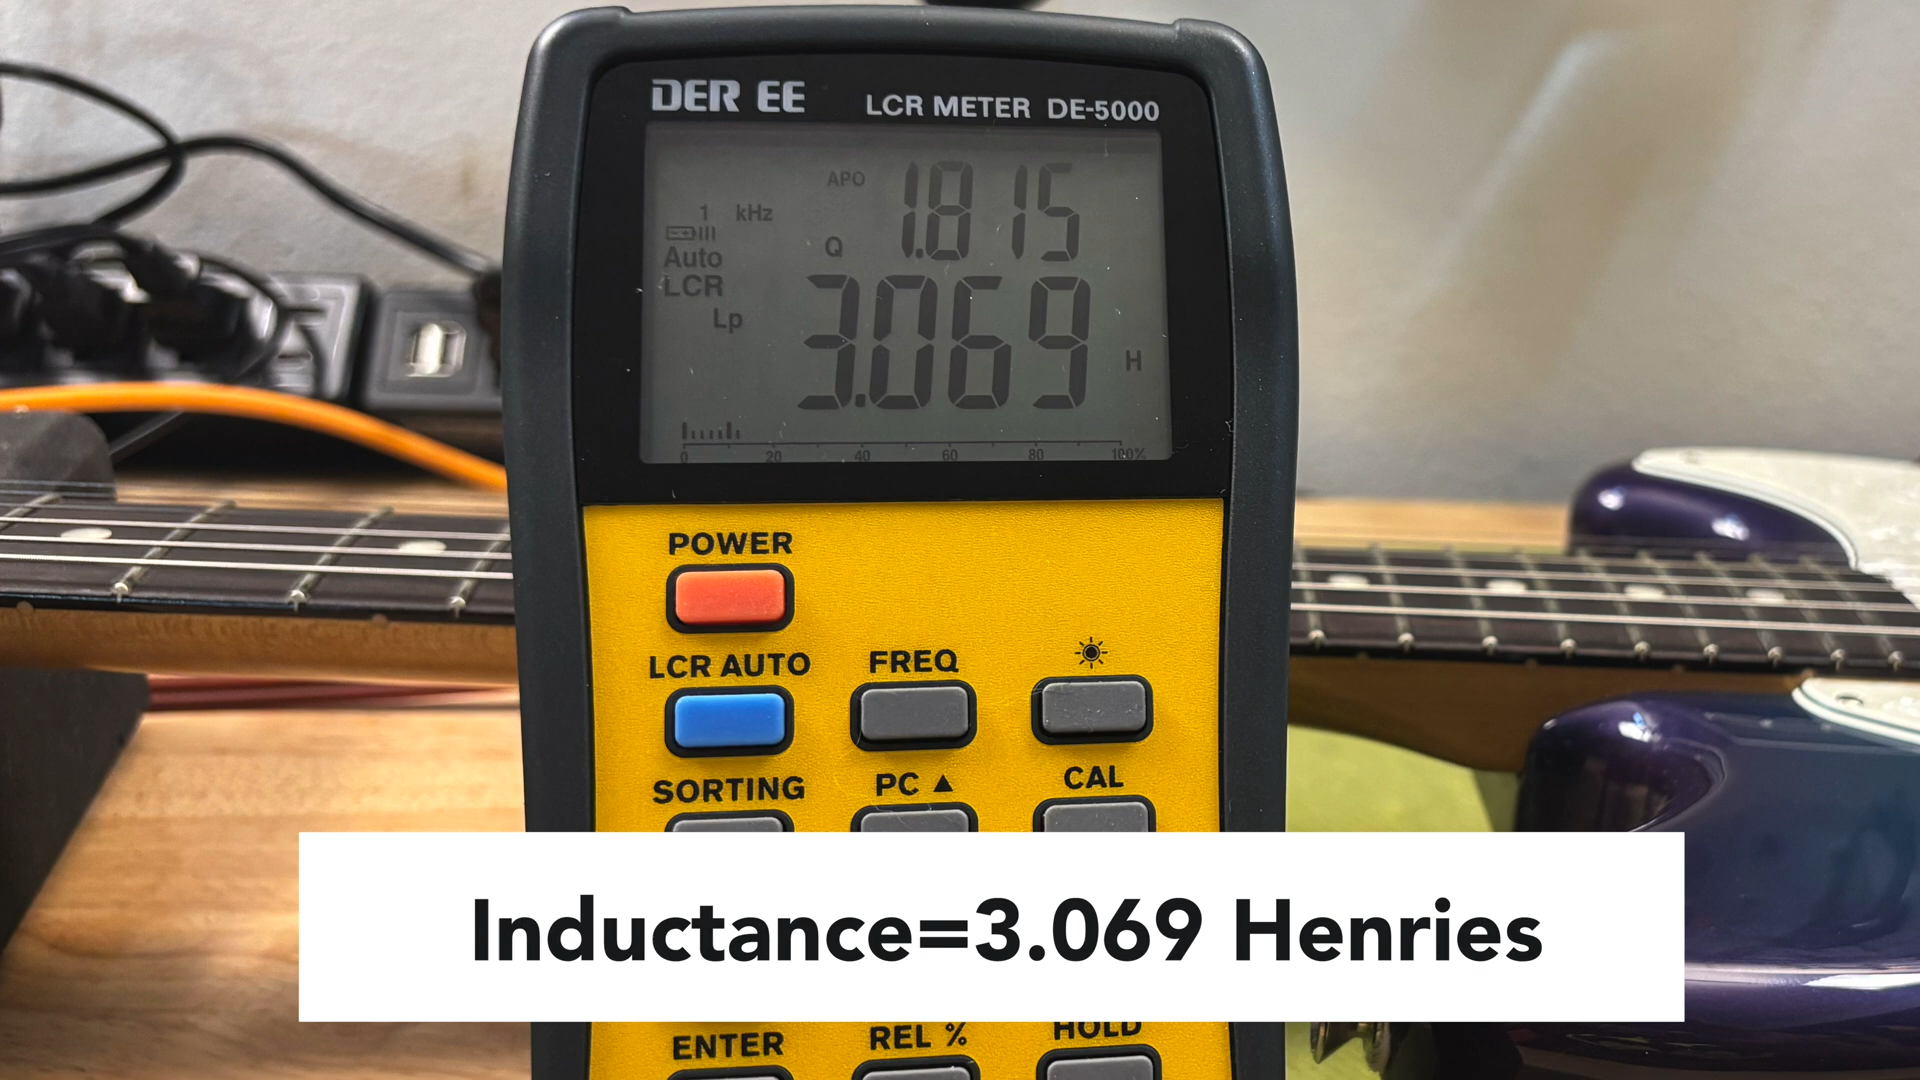 DER EE LCR METER DE-5000
APO 1.815
1 kHz
Q
Auto
LCR
Lp 3.069 H
0 20 40 60 80 100%
POWER
LCR AUTO FREQ
SORTING PC ▲ CAL
Inductance=3.069 Henries
ENTER REL % HOLD